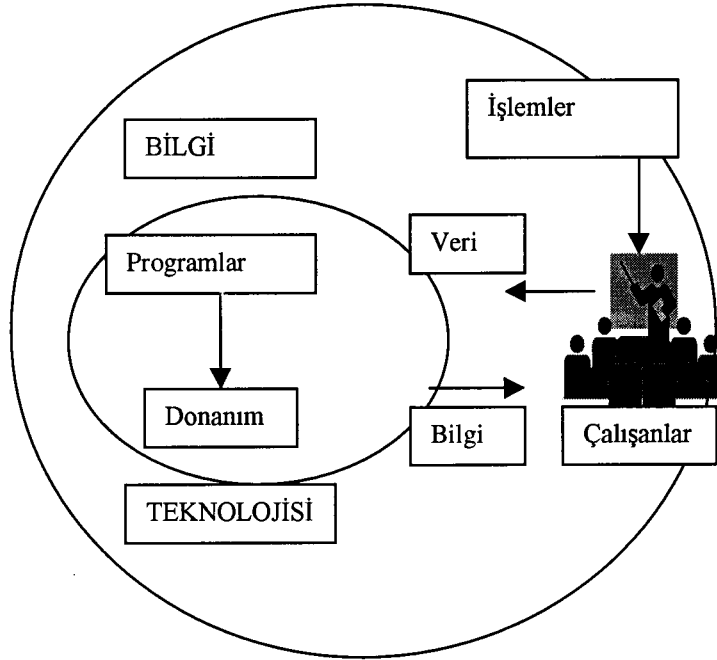 İşlemler
BİLGİ
Veri
Programlar
Donanım
Bilgi
Çalışanlar
TEKNOLOJİSİ